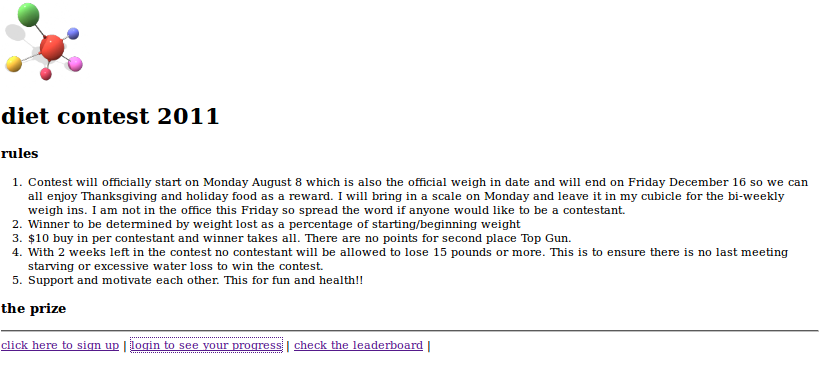 diet contest 2011
rules
1. Contest will officially start on Monday August 8 which is also the official weigh in date and will end on Friday December 16 so we can
all enjoy Thanksgiving and holiday food as a reward. I will bring in a scale on Monday and leave it in my cubicle for the bi-weekly
weigh ins. I am not in the office this Friday so spread the word if anyone would like to be a contestant.
2. Winner to be determined by weight lost as a percentage of starting/beginning weight
3. $10 buy in per contestant and winner takes all. There are no points for second place Top Gun.
4. With 2 weeks left in the contest no contestant will be allowed to lose 15 pounds or more. This is to ensure there is no last meeting
starving or excessive water loss to win the contest.
5. Support and motivate each other. This for fun and health!!
the prize
click here to sign up | login to see your progress | check the leaderboard |